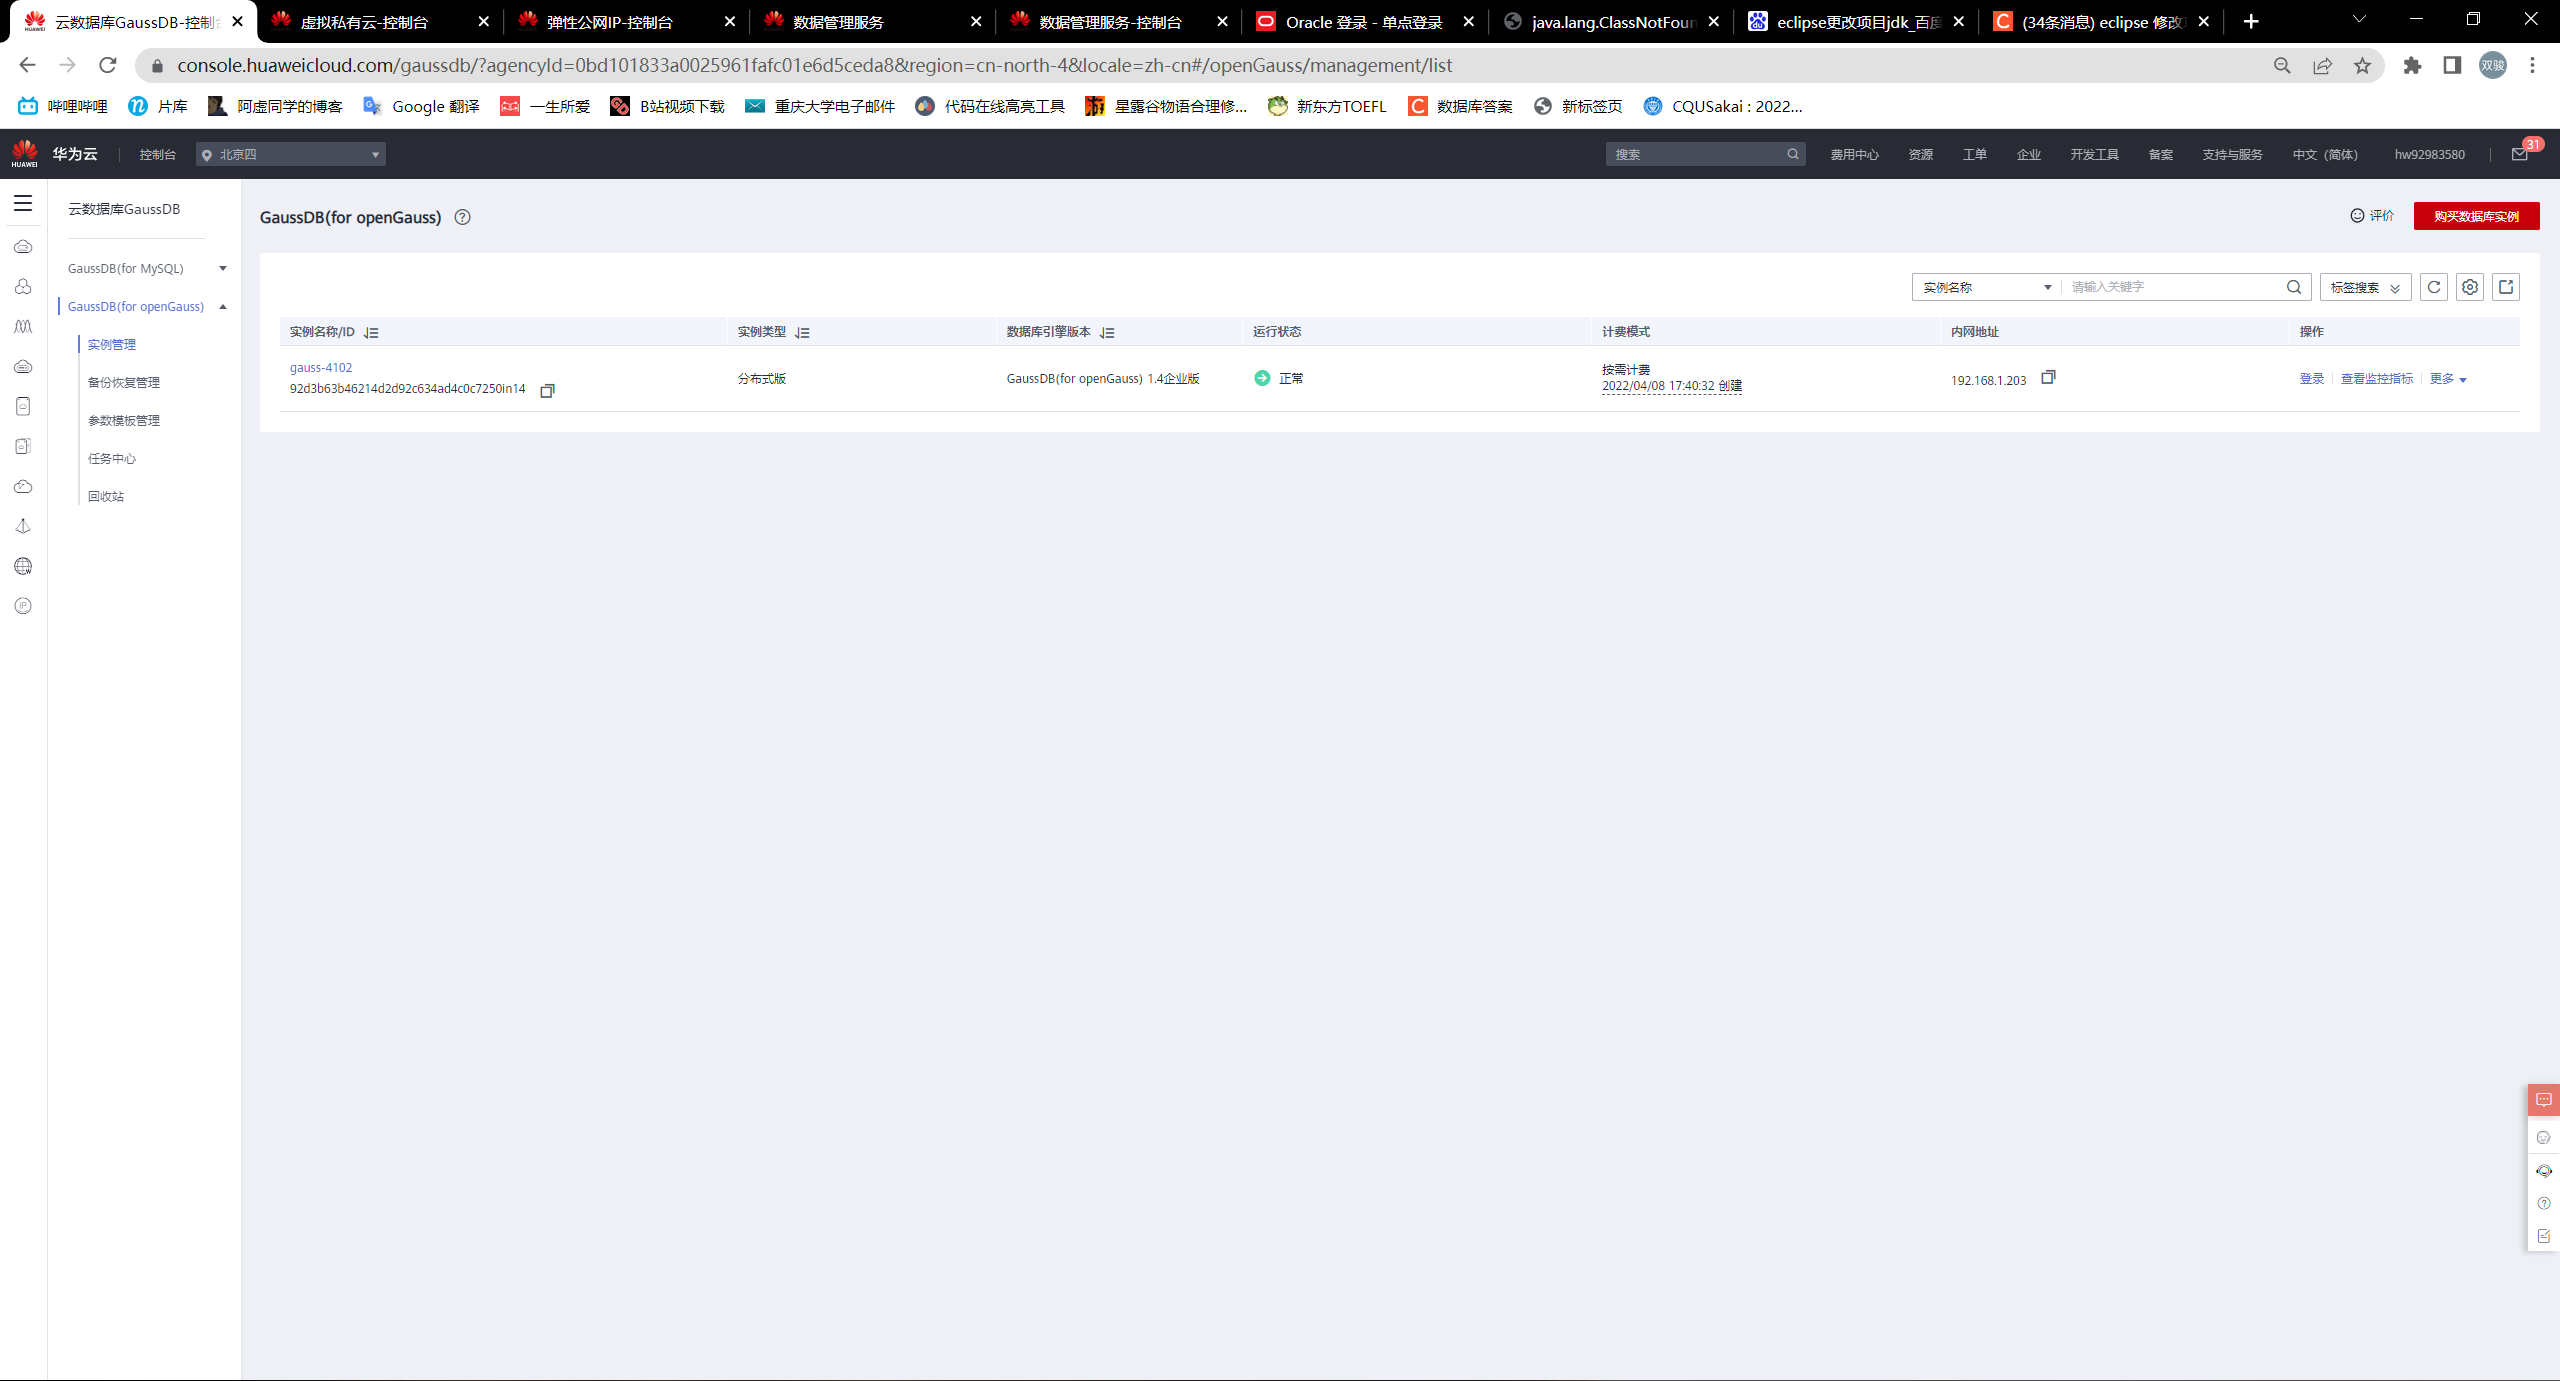 云数据库GaussDB-控制台
虚拟私有云-控制台
弹性公网IP-控制台
数据管理服务
数据管理服务-控制台
Oracle 登录 - 单点登录
java.lang.ClassNotFoun
eclipse更改项目jdk_百度
(34条消息) eclipse 修改
console.huaweicloud.com/gaussdb/?agencyId=0bd101833a0025961fafc01e6d5ceda8&region=cn-north-4&locale=zh-cn#/openGauss/management/list
双骏
哔哩哔哩
片库
阿虚同学的博客
Google 翻译
一生所爱
B站视频下载
重庆大学电子邮件
代码在线高亮工具
星露谷物语合理修...
新东方TOEFL
数据库答案
新标签页
CQUSakai : 2022...
HUAWEI
华为云
控制台
北京四
搜索
费用中心
资源
工单
企业
开发工具
备案
支持与服务
中文 (简体)
hw92983580
31
云数据库GaussDB
GaussDB(for MySQL)
GaussDB(for openGauss)
实例管理
备份恢复管理
参数模板管理
任务中心
回收站
GaussDB(for openGauss)
评价
购买数据库实例
实例名称
请输入关键字
标签搜索
实例名称/ID
实例类型
数据库引擎版本
运行状态
计费模式
内网地址
操作
gauss-4102
92d3b63b46214d2d92c634ad4c0c7250in14
分布式版
GaussDB(for openGauss) 1.4企业版
正常
按需计费
2022/04/08 17:40:32 创建
192.168.1.203
登录
查看监控指标
更多